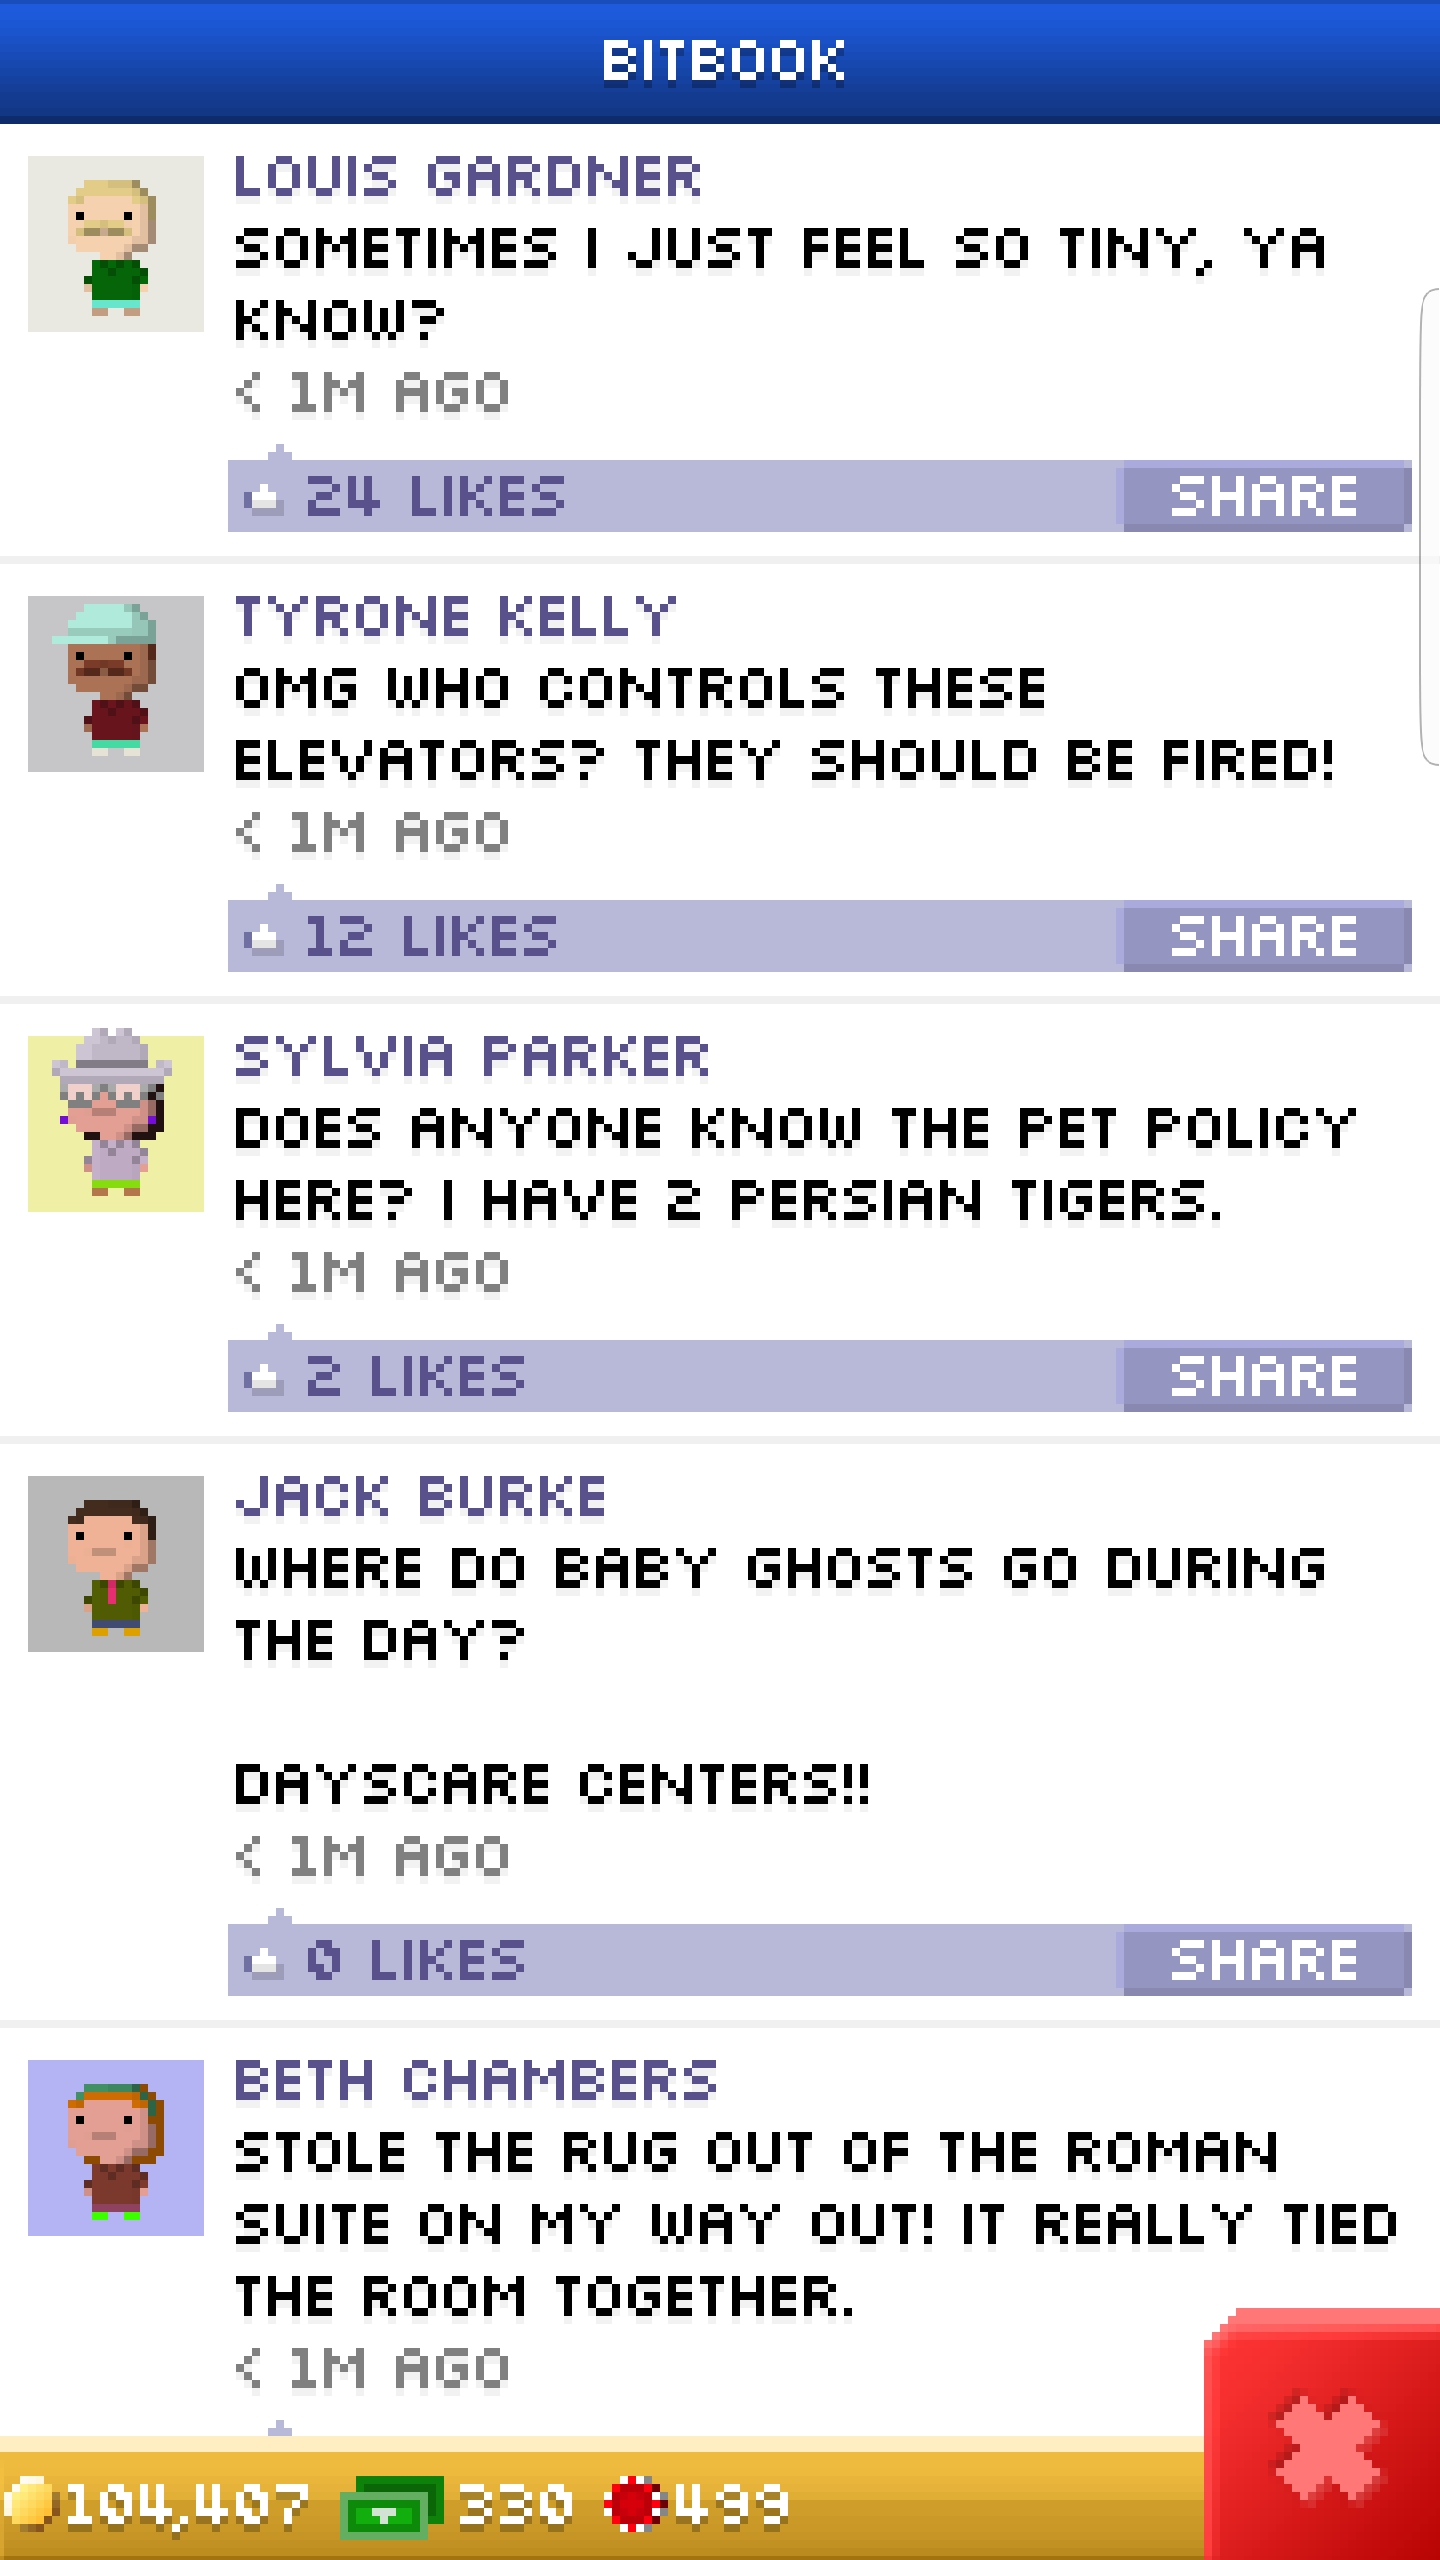 BITBOOK
LOUIS GARDNER
SOMETIMES I JUST FEEL SO TINY, YA
KNOW?
< 1M AGO
24 LIKES SHARE
TYRONE KELLY
OMG WHO CONTROLS THESE
ELEVATORS? THEY SHOULD BE FIRED!
< 1M AGO
12 LIKES SHARE
SYLVIA PARKER
DOES ANYONE KNOW THE PET POLICY
HERE? I HAVE 2 PERSIAN TIGERS.
< 1M AGO
2 LIKES SHARE
JACK BURKE
WHERE DO BABY GHOSTS GO DURING
THE DAY?
DAYSCARE CENTERS!!
< 1M AGO
0 LIKES SHARE
BETH CHAMBERS
STOLE THE RUG OUT OF THE ROMAN
SUITE ON MY WAY OUT! IT REALLY TIED
THE ROOM TOGETHER.
< 1M AGO
104,407 330 499